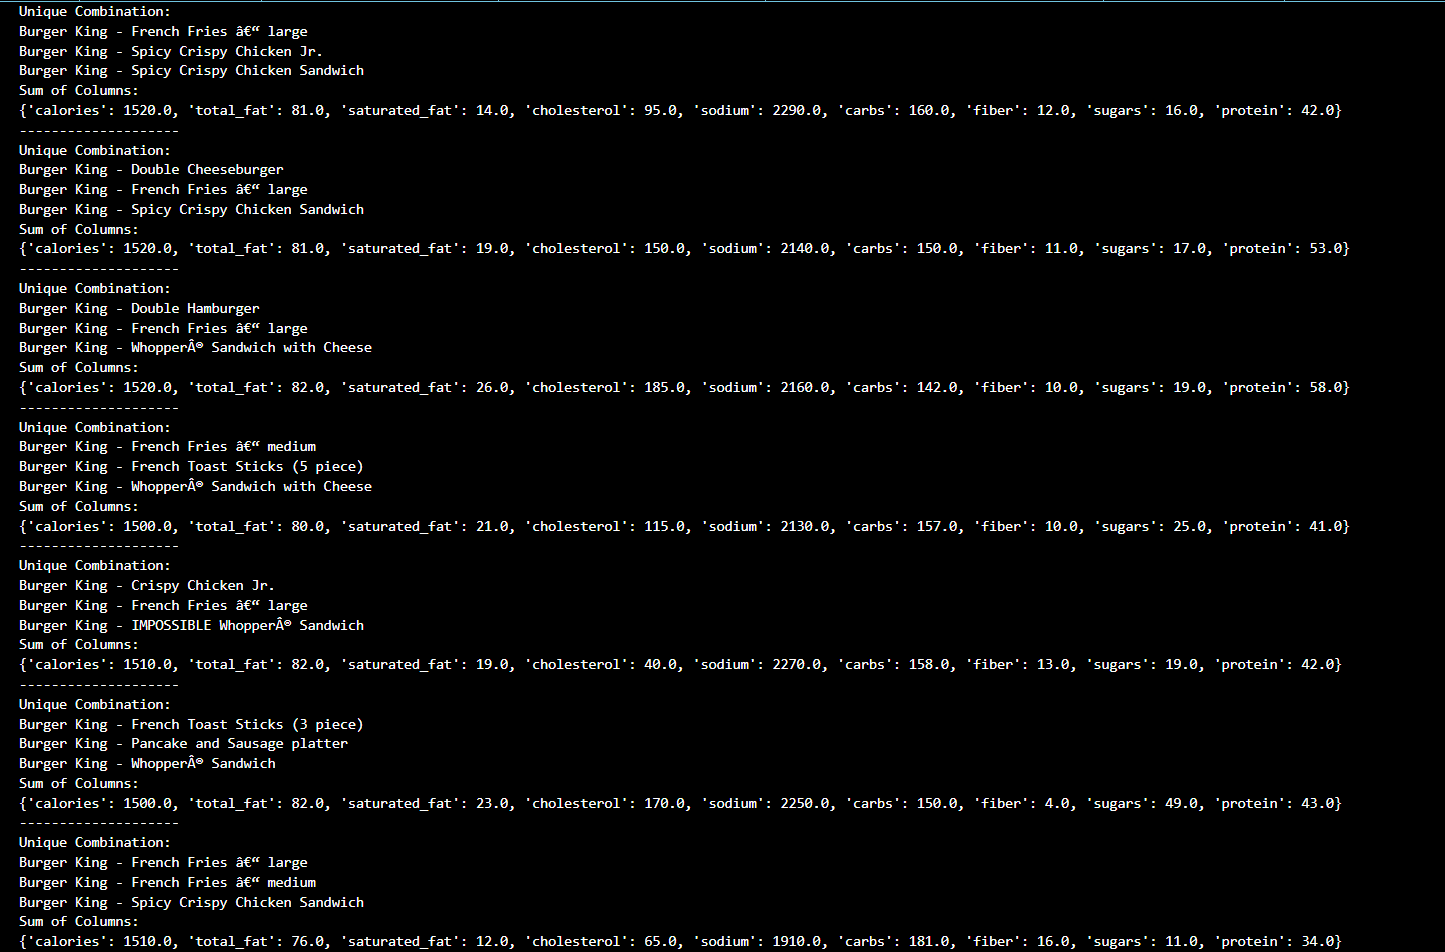 Unique Combination:
Burger King - French Fries â€“ large
Burger King - Spicy Crispy Chicken Jr.
Burger King - Spicy Crispy Chicken Sandwich
Sum of Columns:
{'calories': 1520.0, 'total_fat': 81.0, 'saturated_fat': 14.0, 'cholesterol': 95.0, 'sodium': 2290.0, 'carbs': 160.0, 'fiber': 12.0, 'sugars': 16.0, 'protein': 42.0}
--------------------
Unique Combination:
Burger King - Double Cheeseburger
Burger King - French Fries â€“ large
Burger King - Spicy Crispy Chicken Sandwich
Sum of Columns:
{'calories': 1520.0, 'total_fat': 81.0, 'saturated_fat': 19.0, 'cholesterol': 150.0, 'sodium': 2140.0, 'carbs': 150.0, 'fiber': 11.0, 'sugars': 17.0, 'protein': 53.0}
--------------------
Unique Combination:
Burger King - Double Hamburger
Burger King - French Fries â€“ large
Burger King - WhopperÂ® Sandwich with Cheese
Sum of Columns:
{'calories': 1520.0, 'total_fat': 82.0, 'saturated_fat': 26.0, 'cholesterol': 185.0, 'sodium': 2160.0, 'carbs': 142.0, 'fiber': 10.0, 'sugars': 19.0, 'protein': 58.0}
--------------------
Unique Combination:
Burger King - French Fries â€“ medium
Burger King - French Toast Sticks (5 piece)
Burger King - WhopperÂ® Sandwich with Cheese
Sum of Columns:
{'calories': 1500.0, 'total_fat': 80.0, 'saturated_fat': 21.0, 'cholesterol': 115.0, 'sodium': 2130.0, 'carbs': 157.0, 'fiber': 10.0, 'sugars': 25.0, 'protein': 41.0}
--------------------
Unique Combination:
Burger King - Crispy Chicken Jr.
Burger King - French Fries â€“ large
Burger King - IMPOSSIBLE WhopperÂ® Sandwich
Sum of Columns:
{'calories': 1510.0, 'total_fat': 82.0, 'saturated_fat': 19.0, 'cholesterol': 40.0, 'sodium': 2270.0, 'carbs': 158.0, 'fiber': 13.0, 'sugars': 19.0, 'protein': 42.0}
--------------------
Unique Combination:
Burger King - French Toast Sticks (3 piece)
Burger King - Pancake and Sausage platter
Burger King - WhopperÂ® Sandwich
Sum of Columns:
{'calories': 1500.0, 'total_fat': 82.0, 'saturated_fat': 23.0, 'cholesterol': 170.0, 'sodium': 2250.0, 'carbs': 150.0, 'fiber': 4.0, 'sugars': 49.0, 'protein': 43.0}
--------------------
Unique Combination:
Burger King - French Fries â€“ large
Burger King - French Fries â€“ medium
Burger King - Spicy Crispy Chicken Sandwich
Sum of Columns:
{'calories': 1510.0, 'total_fat': 76.0, 'saturated_fat': 12.0, 'cholesterol': 65.0, 'sodium': 1910.0, 'carbs': 181.0, 'fiber': 16.0, 'sugars': 11.0, 'protein': 34.0}